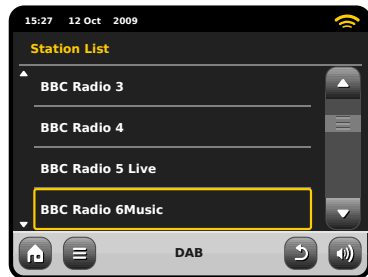 15:27 12 Oct 2009
Station List
BBC Radio 3
BBC Radio 4
BBC Radio 5 Live
BBC Radio 6Music
DAB